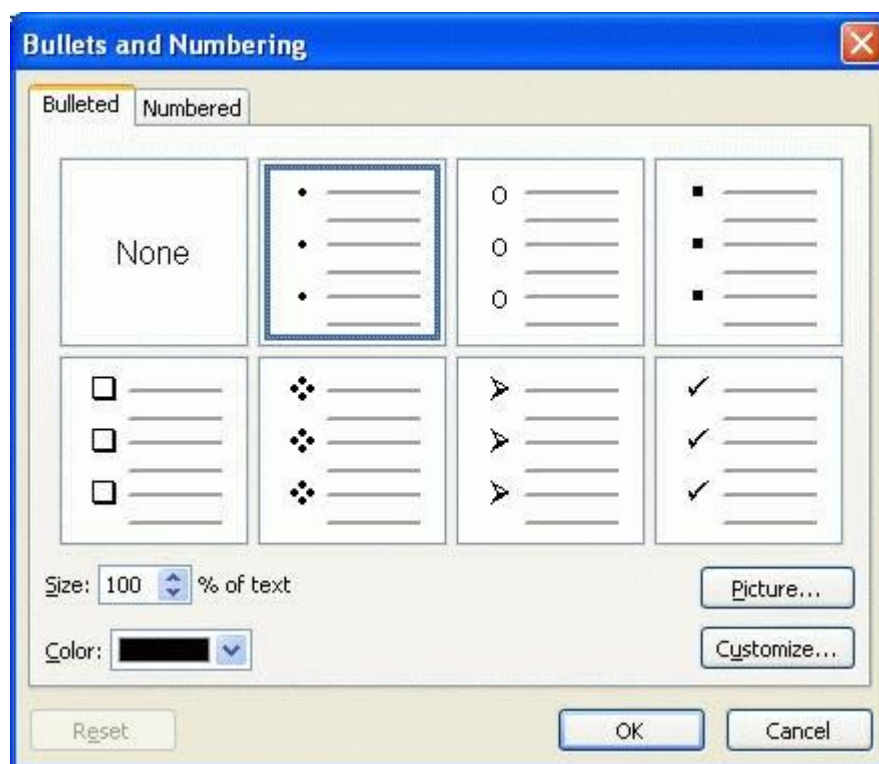 Bullets and Numbering
Bulleted Numbered
None
Size: 100 % of text
Picture...
Color:
Customize...
Reset OK Cancel